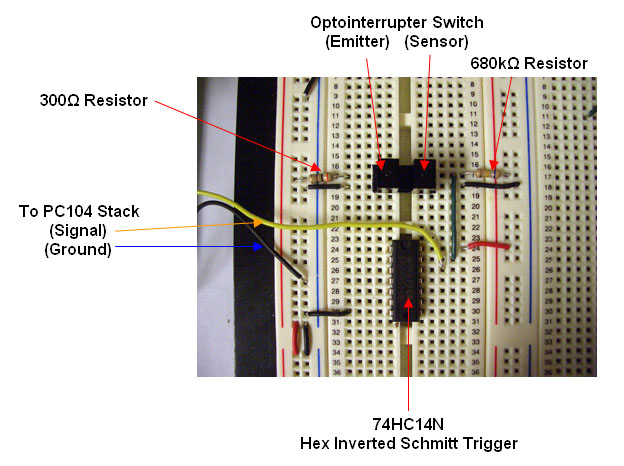 Optointerrupter Switch
(Emitter) (Sensor)
680kΩ Resistor
300Ω Resistor
To PC104 Stack
(Signal)
(Ground)
74HC14N
Hex Inverted Schmitt Trigger